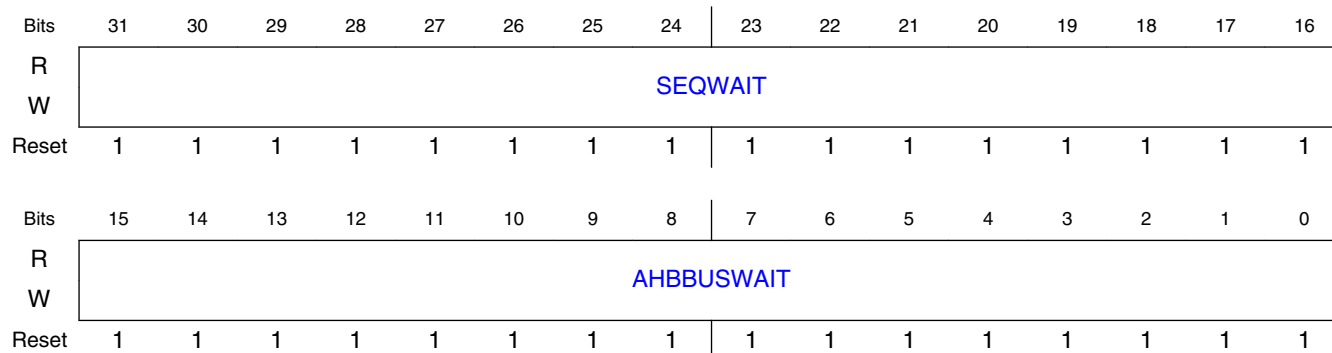 Bits 31 30 29 28 27 26 25 24 23 22 21 20 19 18 17 16
R
SEQWAIT
W
Reset 1 1 1 1 1 1 1 1 1 1 1 1 1 1 1 1
Bits 15 14 13 12 11 10 9 8 7 6 5 4 3 2 1 0
R
AHBBUSWAIT
W
Reset 1 1 1 1 1 1 1 1 1 1 1 1 1 1 1 1